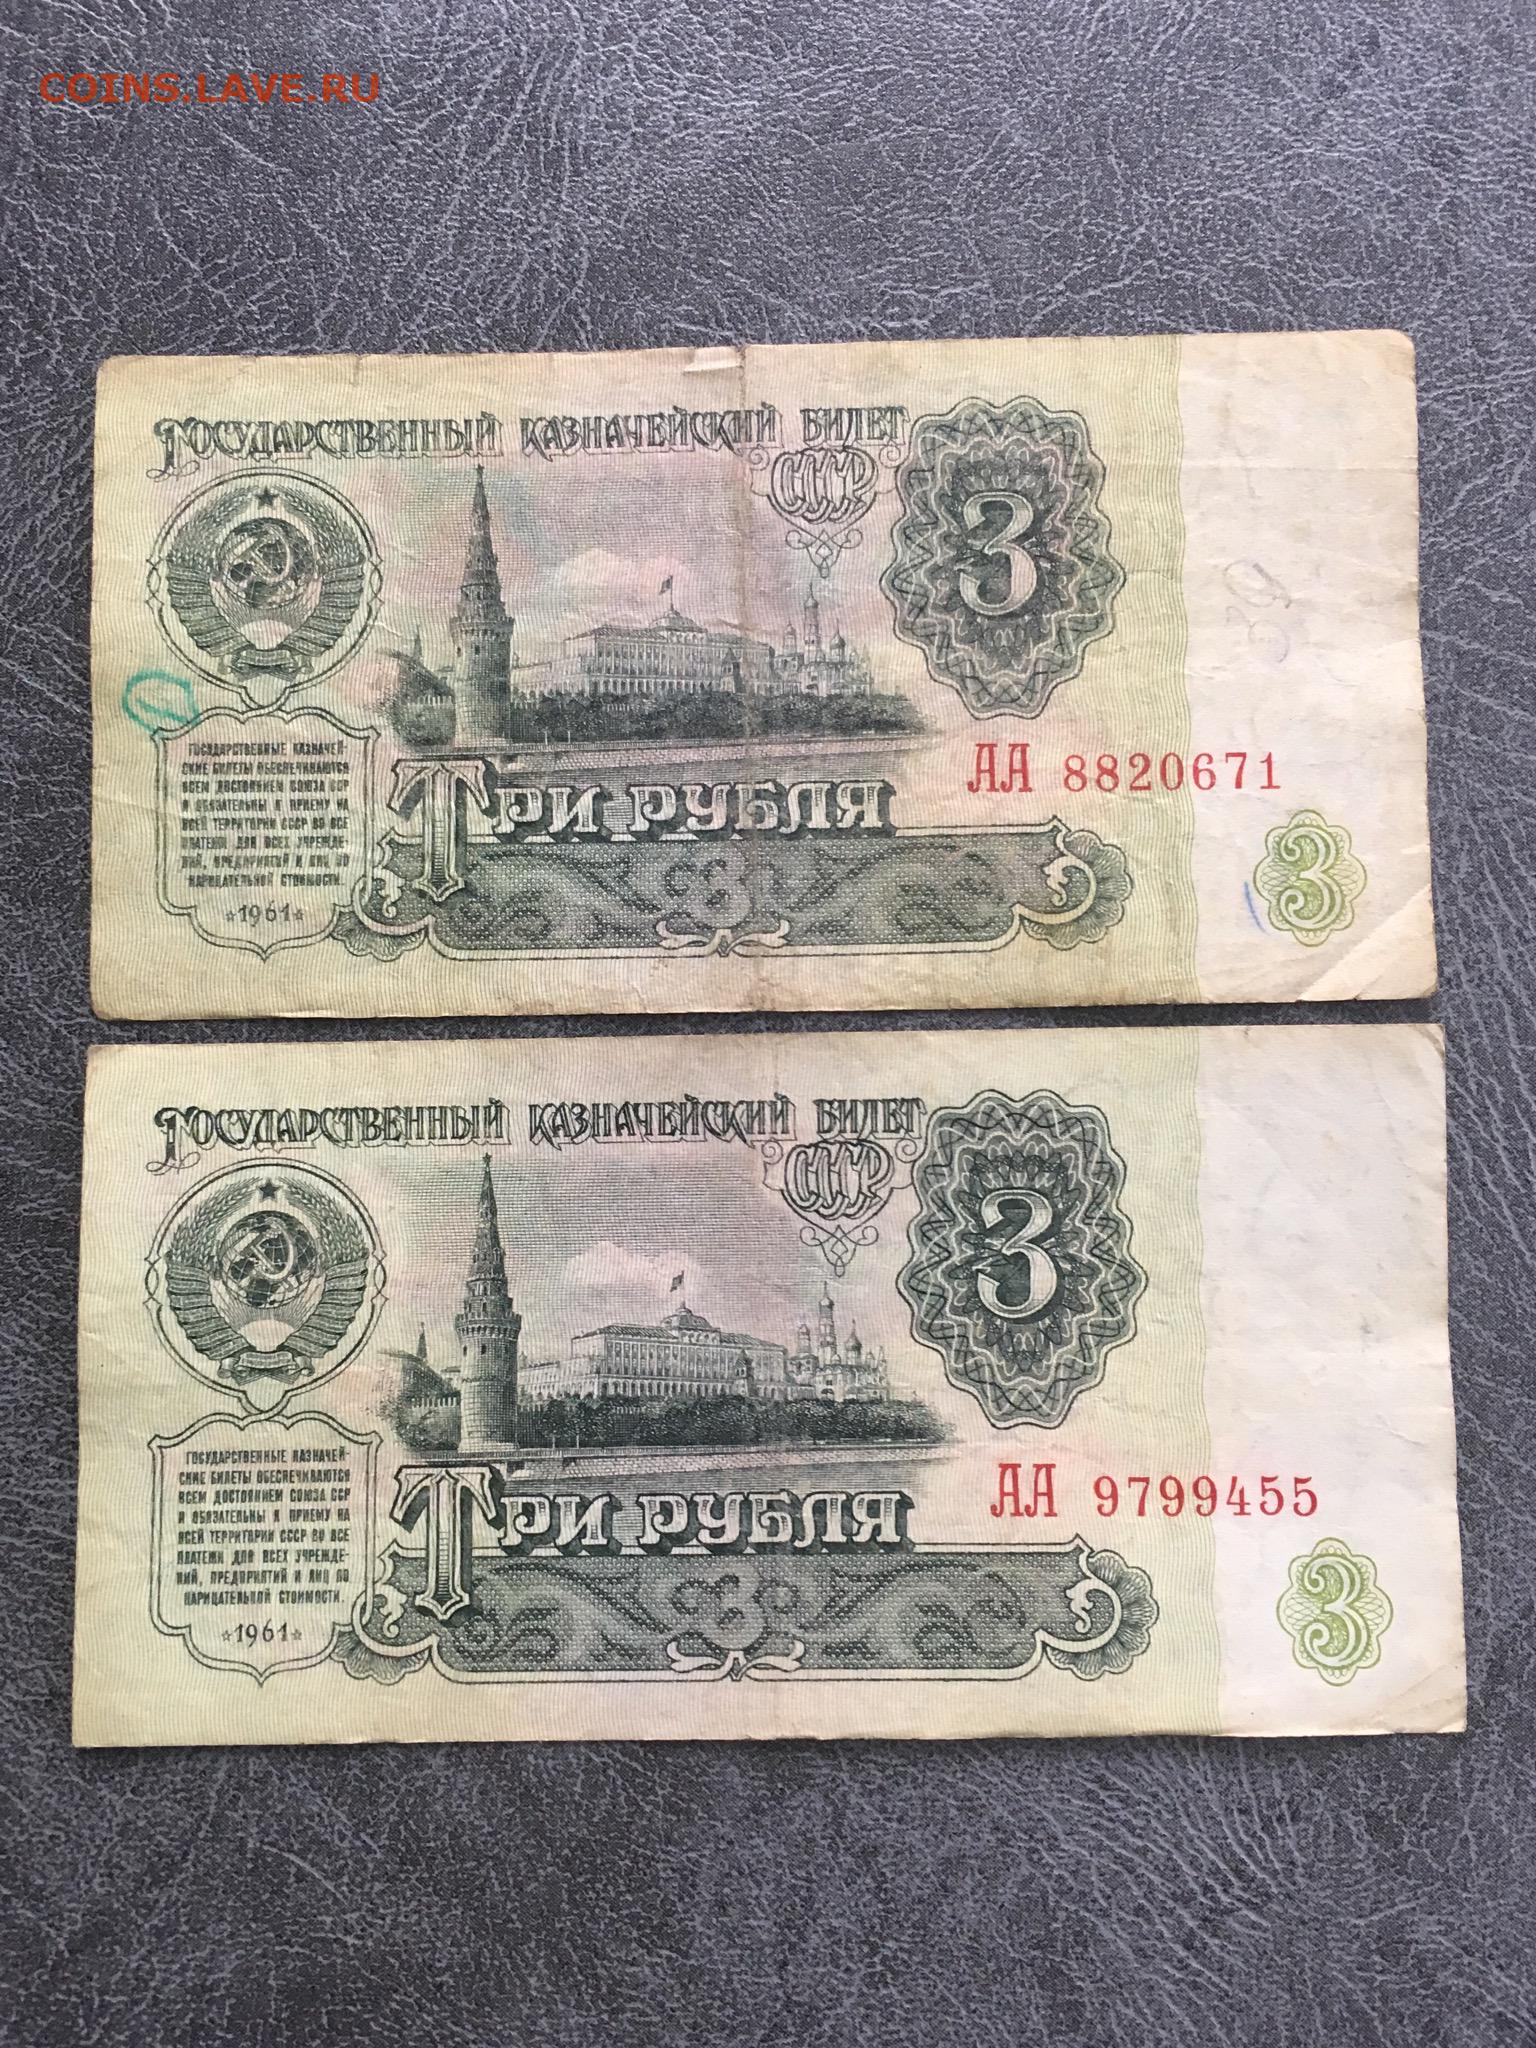 COINS.LAVE.RU
ГОСУДАРСТВЕННЫЙ КАЗНАЧЕЙСКИЙ БИЛЕТ
СССР
3
ГОСУДАРСТВЕННЫЕ КАЗНАЧЕЙ-
СКИЕ БИЛЕТЫ ОБЕСПЕЧИВАЮТСЯ
ВСЕМ ДОСТОЯНИЕМ СОЮЗА ССР
И ОБЯЗАТЕЛЬНЫ К ПРИЕМУ НА
ВСЕЙ ТЕРРИТОРИИ СССР ВО ВСЕ
ПЛАТЕЖИ ДЛЯ ВСЕХ УЧРЕЖДЕ-
НИЙ, ПРЕДПРИЯТИЙ И ЛИЦ ПО
НАРИЦАТЕЛЬНОЙ СТОИМОСТИ.
1961
АА 8820671
ТРИ РУБЛЯ
3
3
ГОСУДАРСТВЕННЫЙ КАЗНАЧЕЙСКИЙ БИЛЕТ
СССР
3
ГОСУДАРСТВЕННЫЕ КАЗНАЧЕЙ-
СКИЕ БИЛЕТЫ ОБЕСПЕЧИВАЮТСЯ
ВСЕМ ДОСТОЯНИЕМ СОЮЗА ССР
И ОБЯЗАТЕЛЬНЫ К ПРИЕМУ НА
ВСЕЙ ТЕРРИТОРИИ СССР ВО ВСЕ
ПЛАТЕЖИ ДЛЯ ВСЕХ УЧРЕЖДЕ-
НИЙ, ПРЕДПРИЯТИЙ И ЛИЦ ПО
НАРИЦАТЕЛЬНОЙ СТОИМОСТИ.
1961
АА 9799455
ТРИ РУБЛЯ
3
3